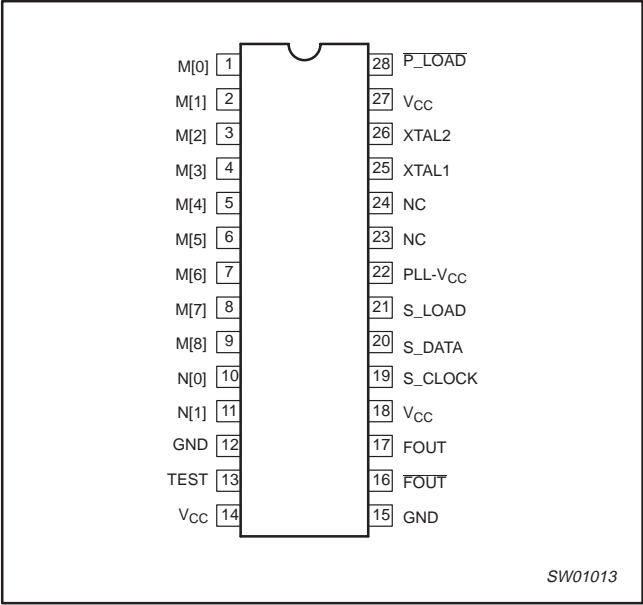 M[0] 1 28 P_LOAD
M[1] 2 27 VCC
M[2] 3 26 XTAL2
M[3] 4 25 XTAL1
M[4] 5 24 NC
M[5] 6 23 NC
M[6] 7 22 PLL-VCC
M[7] 8 21 S_LOAD
M[8] 9 20 S_DATA
N[0] 10 19 S_CLOCK
N[1] 11 18 VCC
GND 12 17 FOUT
TEST 13 16 FOUT
VCC 14 15 GND
SW01013